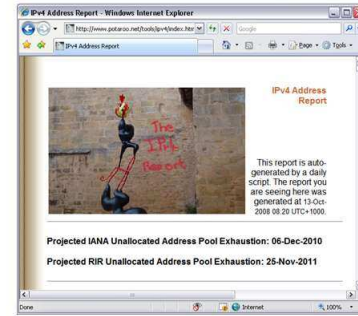 IPv4 Address Report - Windows Internet Explorer
http://www.potaroo.net/tools/ipv4/index.htm
Google
IPv4 Address Report
Page
Tools
IPv4 Address
Report
The
IPv4
Report
This report is auto-
generated by a daily
script. The report you
are seeing here was
generated at 13-Oct-
2008 08:20 UTC+1000.
Projected IANA Unallocated Address Pool Exhaustion: 06-Dec-2010
Projected RIR Unallocated Address Pool Exhaustion: 25-Nov-2011
Done
Internet
100%